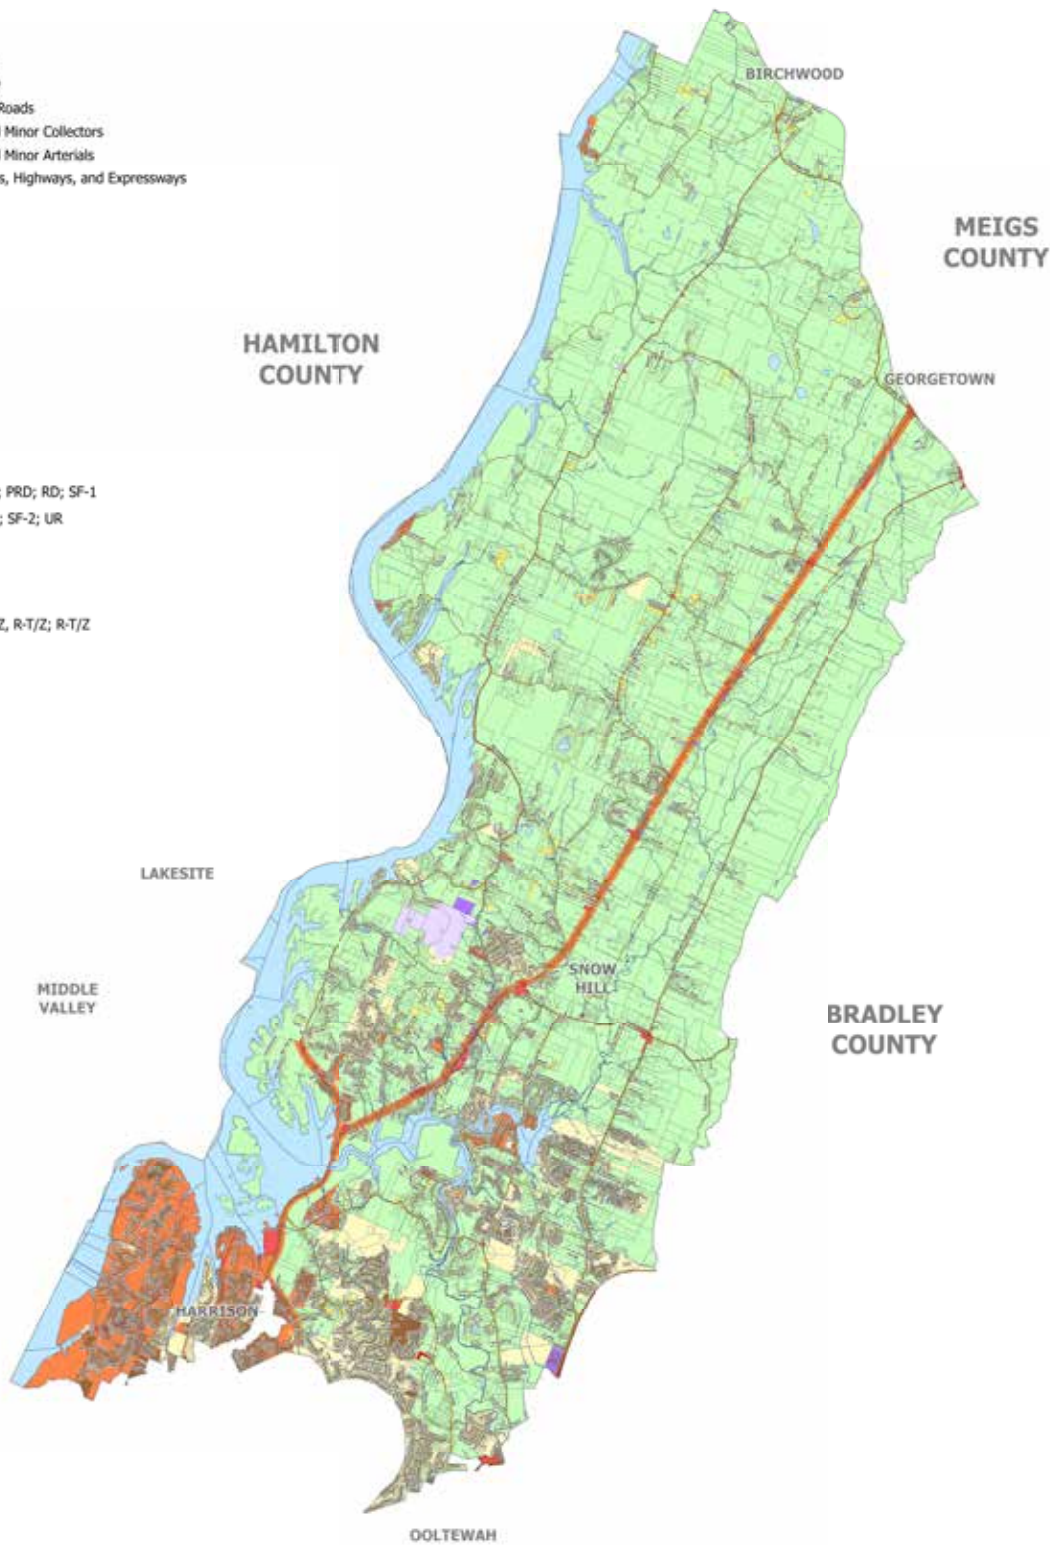 Roads
Minor Collectors
Minor Arterials
s, Highways, and Expressways
; PRD; RD; SF-1
; SF-2; UR
Z, R-T/Z; R-T/Z
BIRCHWOOD
MEIGS
COUNTY
HAMILTON
COUNTY
GEORGETOWN
LAKESITE
MIDDLE
VALLEY
SNOW
HILL
BRADLEY
COUNTY
HARRISON
OOLTEWAH